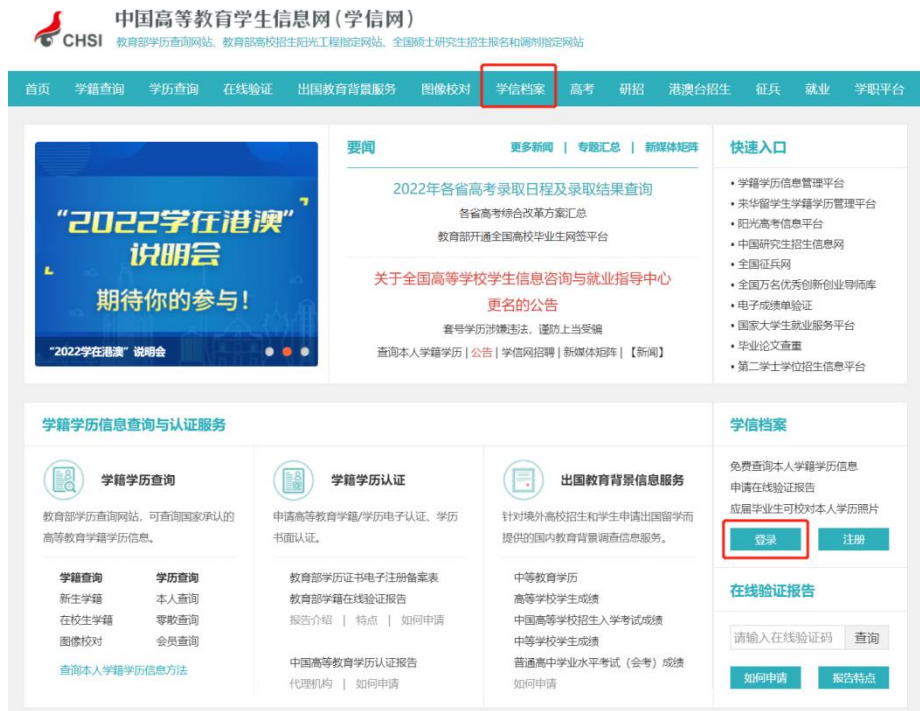 中国高等教育学生信息网(学信网)
CHSI 教育部学历查询网站、教育部高校招生阳光工程指定网站、全国硕士研究生招生报名和调剂指定网站
首页 学籍查询 学历查询 在线验证 出国教育背景服务 图像校对 学信档案 高考 研招 港澳台招生 征兵 就业 学职平台
“2022学在港澳”
说明会
期待你的参与!
“2022学在港澳”说明会
要闻 更多新闻 | 专题汇总 | 新媒体矩阵
2022年各省高考录取日程及录取结果查询
各省高考综合改革方案汇总
教育部开通全国高校毕业生网签平台
关于全国高等学校学生信息咨询与就业指导中心
更名的公告
套号学历涉嫌违法,谨防上当受骗
查询本人学籍学历 | 公告 | 学信网招聘 | 新媒体矩阵 | 【新闻】
快速入口
• 学籍学历信息管理平台
• 来华留学生学籍学历管理平台
• 阳光高考信息平台
• 中国研究生招生信息网
• 全国征兵网
• 全国万名优秀创新创业导师库
• 电子成绩单验证
• 国家大学生就业服务平台
• 毕业论文查重
• 第二学士学位招生信息平台
学籍学历信息查询与认证服务
学籍学历查询
教育部学历查询网站,可查询国家承认的
高等教育学籍学历信息。
学籍查询 学历查询
新生学籍 本人查询
在校生学籍 零散查询
图像校对 会员查询
查询本人学籍学历信息方法
学籍学历认证
申请高等教育学籍/学历电子认证、学历
书面认证。
教育部学历证书电子注册备案表
教育部学籍在线验证报告
报告介绍 | 特点 | 如何申请
中国高等教育学历认证报告
代理机构 | 如何申请
出国教育背景信息服务
针对境外高校招生和学生申请出国留学而
提供的国内教育背景调查信息服务。
中等教育学历
高等学校学生成绩
中国高等学校招生入学考试成绩
中等学校学生成绩
普通高中学业水平考试(会考)成绩
如何申请
学信档案
免费查询本人学籍学历信息
申请在线验证报告
应届毕业生可校对本人学历照片
登录 注册
在线验证报告
请输入在线验证码 查询
如何申请 报告特点